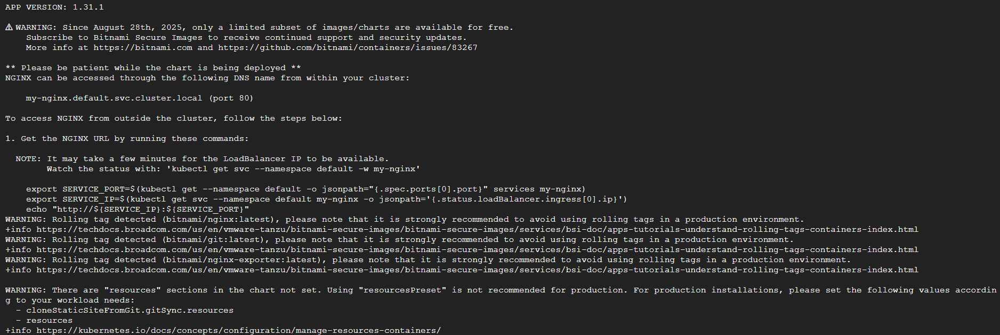 APP VERSION: 1.31.1

⚠ WARNING: Since August 28th, 2025, only a limited subset of images/charts are available for free.
    Subscribe to Bitnami Secure Images to receive continued support and security updates.
    More info at https://bitnami.com and https://github.com/bitnami/containers/issues/83267

** Please be patient while the chart is being deployed **
NGINX can be accessed through the following DNS name from within your cluster:

    my-nginx.default.svc.cluster.local (port 80)

To access NGINX from outside the cluster, follow the steps below:

1. Get the NGINX URL by running these commands:

  NOTE: It may take a few minutes for the LoadBalancer IP to be available.
        Watch the status with: 'kubectl get svc --namespace default -w my-nginx'

    export SERVICE_PORT=$(kubectl get --namespace default -o jsonpath="{.spec.ports[0].port}" services my-nginx)
    export SERVICE_IP=$(kubectl get svc --namespace default my-nginx -o jsonpath='{.status.loadBalancer.ingress[0].ip}')
    echo "http://${SERVICE_IP}:${SERVICE_PORT}"
WARNING: Rolling tag detected (bitnami/nginx:latest), please note that it is strongly recommended to avoid using rolling tags in a production environment.
+info https://techdocs.broadcom.com/us/en/vmware-tanzu/bitnami-secure-images/bitnami-secure-images/services/bsi-doc/apps-tutorials-understand-rolling-tags-containers-index.html
WARNING: Rolling tag detected (bitnami/git:latest), please note that it is strongly recommended to avoid using rolling tags in a production environment.
+info https://techdocs.broadcom.com/us/en/vmware-tanzu/bitnami-secure-images/bitnami-secure-images/services/bsi-doc/apps-tutorials-understand-rolling-tags-containers-index.html
WARNING: Rolling tag detected (bitnami/nginx-exporter:latest), please note that it is strongly recommended to avoid using rolling tags in a production environment.
+info https://techdocs.broadcom.com/us/en/vmware-tanzu/bitnami-secure-images/bitnami-secure-images/services/bsi-doc/apps-tutorials-understand-rolling-tags-containers-index.html

WARNING: There are "resources" sections in the chart not set. Using "resourcesPreset" is not recommended for production. For production installations, please set the following values accordin
g to your workload needs:
  - cloneStaticSiteFromGit.gitSync.resources
  - resources
+info https://kubernetes.io/docs/concepts/configuration/manage-resources-containers/